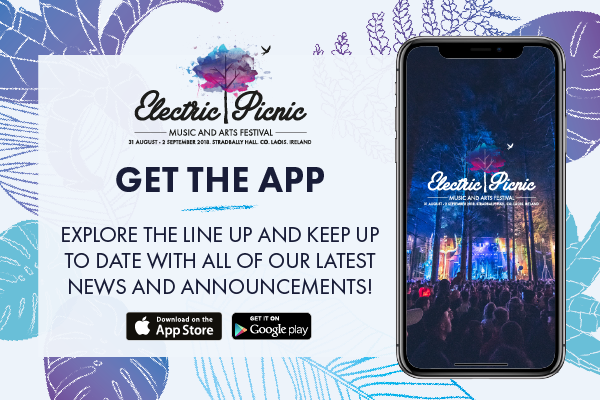 Electric Picnic
MUSIC AND ARTS FESTIVAL
31 AUGUST - 2 SEPTEMBER 2018. STRADBALLY HALL, CO. LAOIS, IRELAND
GET THE APP
EXPLORE THE LINE UP AND KEEP UP
TO DATE WITH ALL OF OUR LATEST
NEWS AND ANNOUNCEMENTS!
Download on the
App Store
GET IT ON
Google play
Electric Picnic
MUSIC AND ARTS FESTIVAL
31 AUGUST - 2 SEPTEMBER 2018. STRADBALLY HALL, CO. LAOIS, IRELAND